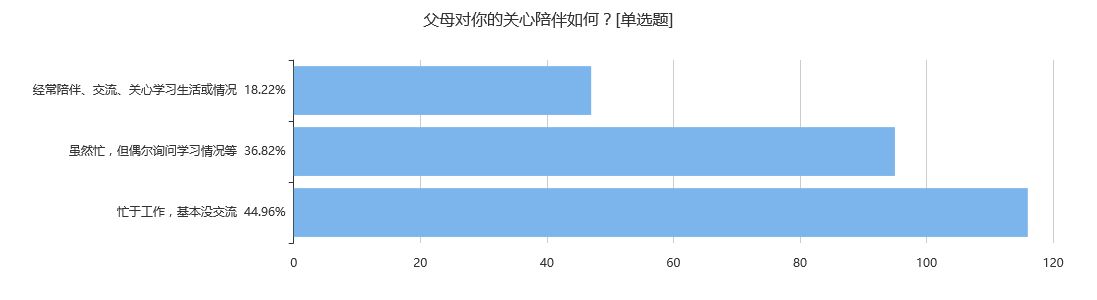 父母对你的关心陪伴如何？[单选题]
经常陪伴、交流、关心学习生活或情况 18.22%
虽然忙，但偶尔询问学习情况等 36.82%
忙于工作，基本没交流 44.96%
0 20 40 60 80 100 120